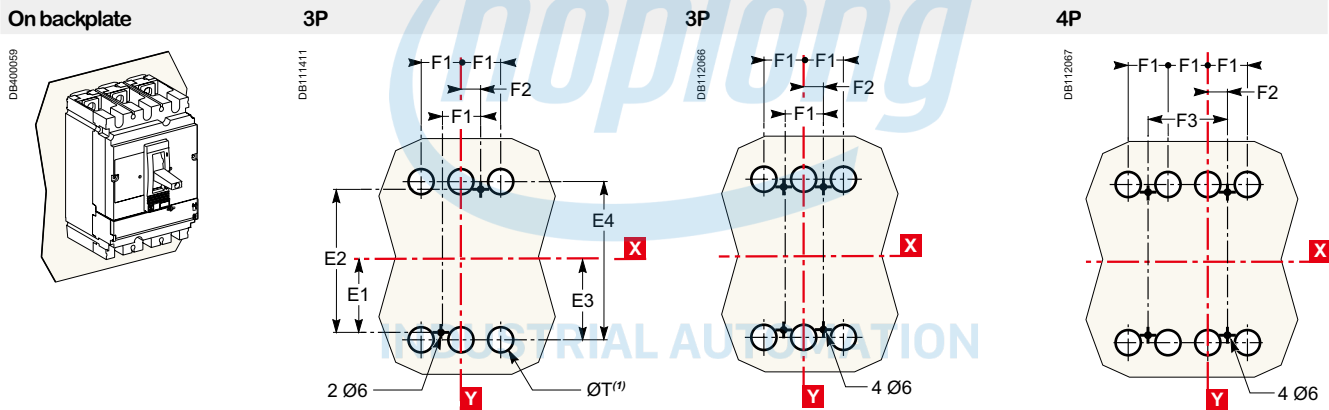 On backplate
3P
3P
4P
DB400059
DB111411
F1 F1
F2
F1
E4
E2
X
E1
E3
2 Ø6
ØT(1)
Y
DB112066
F1 F1
F2
F1
X
4 Ø6
Y
DB112067
F1 F1 F1
F2
F3
X
4 Ø6
Y
noplong
INDUSTRIAL AUTOMATION